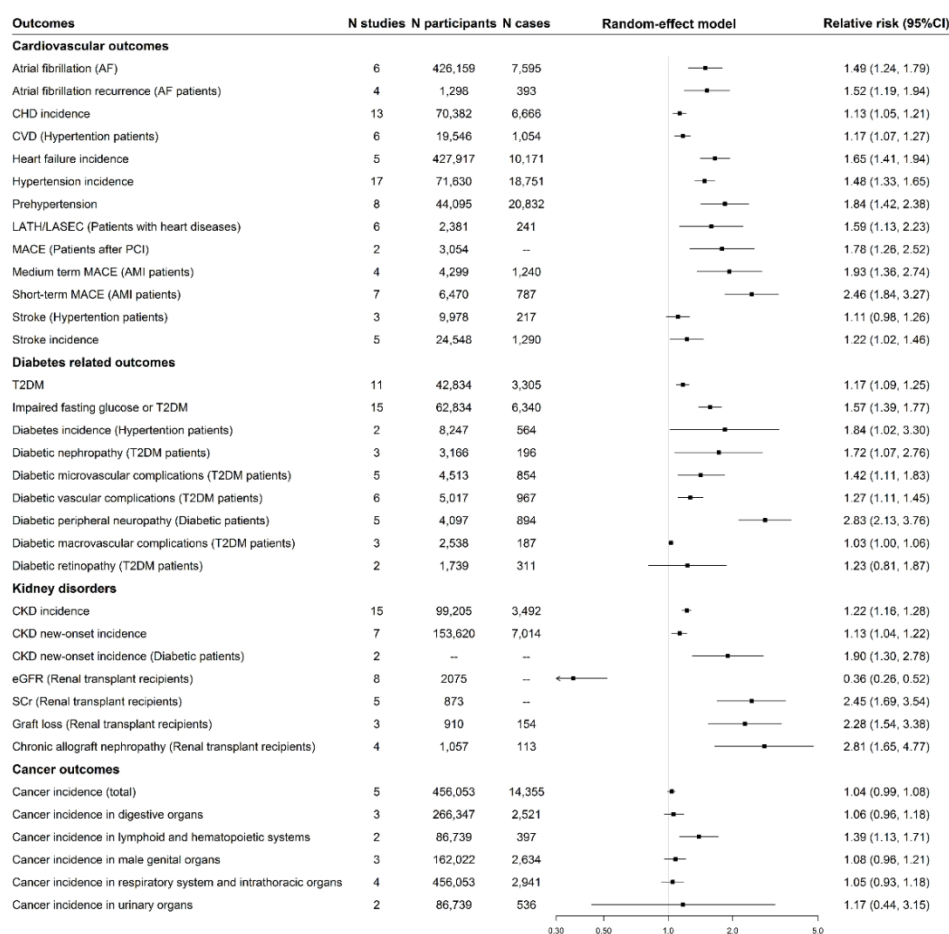 Outcomes N studies N participants N cases Random-effect model Relative risk (95%CI)
Cardiovascular outcomes
Atrial fibrillation (AF) 6 426,159 7,595 1.49 (1.24, 1.79)
Atrial fibrillation recurrence (AF patients) 4 1,298 393 1.52 (1.19, 1.94)
CHD incidence 13 70,382 6,666 1.13 (1.05, 1.21)
CVD (Hypertention patients) 6 19,546 1,054 1.17 (1.07, 1.27)
Heart failure incidence 5 427,917 10,171 1.65 (1.41, 1.94)
Hypertension incidence 17 71,630 18,751 1.48 (1.33, 1.65)
Prehypertention 8 44,095 20,832 1.84 (1.42, 2.38)
LATH/LASEC (Patients with heart diseases) 6 2,381 241 1.59 (1.13, 2.23)
MACE (Patients after PCI) 2 3,054 -- 1.78 (1.26, 2.52)
Medium term MACE (AMI patients) 4 4,299 1,240 1.93 (1.36, 2.74)
Short-term MACE (AMI patients) 7 6,470 787 2.46 (1.84, 3.27)
Stroke (Hypertention patients) 3 9,978 217 1.11 (0.98, 1.26)
Stroke incidence 5 24,548 1,290 1.22 (1.02, 1.46)
Diabetes related outcomes
T2DM 11 42,834 3,305 1.17 (1.09, 1.25)
Impaired fasting glucose or T2DM 15 62,834 6,340 1.57 (1.39, 1.77)
Diabetes incidence (Hypertention patients) 2 8,247 564 1.84 (1.02, 3.30)
Diabetic nephropathy (T2DM patients) 3 3,166 196 1.72 (1.07, 2.76)
Diabetic microvascular complications (T2DM patients) 5 4,513 854 1.42 (1.11, 1.83)
Diabetic vascular complications (T2DM patients) 6 5,017 967 1.27 (1.11, 1.45)
Diabetic peripheral neuropathy (Diabetic patients) 5 4,097 894 2.83 (2.13, 3.76)
Diabetic macrovascular complications (T2DM patients) 3 2,538 187 1.03 (1.00, 1.06)
Diabetic retinopathy (T2DM patients) 2 1,739 311 1.23 (0.81, 1.87)
Kidney disorders
CKD incidence 15 99,205 3,492 1.22 (1.16, 1.28)
CKD new-onset incidence 7 153,620 7,014 1.13 (1.04, 1.22)
CKD new-onset incidence (Diabetic patients) 2 -- -- 1.90 (1.30, 2.78)
eGFR (Renal transplant recipients) 8 2075 -- 0.36 (0.26, 0.52)
SCr (Renal transplant recipients) 5 873 -- 2.45 (1.69, 3.54)
Graft loss (Renal transplant recipients) 3 910 154 2.28 (1.54, 3.38)
Chronic allograft nephropathy (Renal transplant recipients) 4 1,057 113 2.81 (1.65, 4.77)
Cancer outcomes
Cancer incidence (total) 5 456,053 14,355 1.04 (0.99, 1.08)
Cancer incidence in digestive organs 3 266,347 2,521 1.06 (0.96, 1.18)
Cancer incidence in lymphoid and hematopoietic systems 2 86,739 397 1.39 (1.13, 1.71)
Cancer incidence in male genital organs 3 162,022 2,634 1.08 (0.96, 1.21)
Cancer incidence in respiratory system and intrathoracic organs 4 456,053 2,941 1.05 (0.93, 1.18)
Cancer incidence in urinary organs 2 86,739 536 1.17 (0.44, 3.15)
0.30 0.50 1.0 2.0 5.0